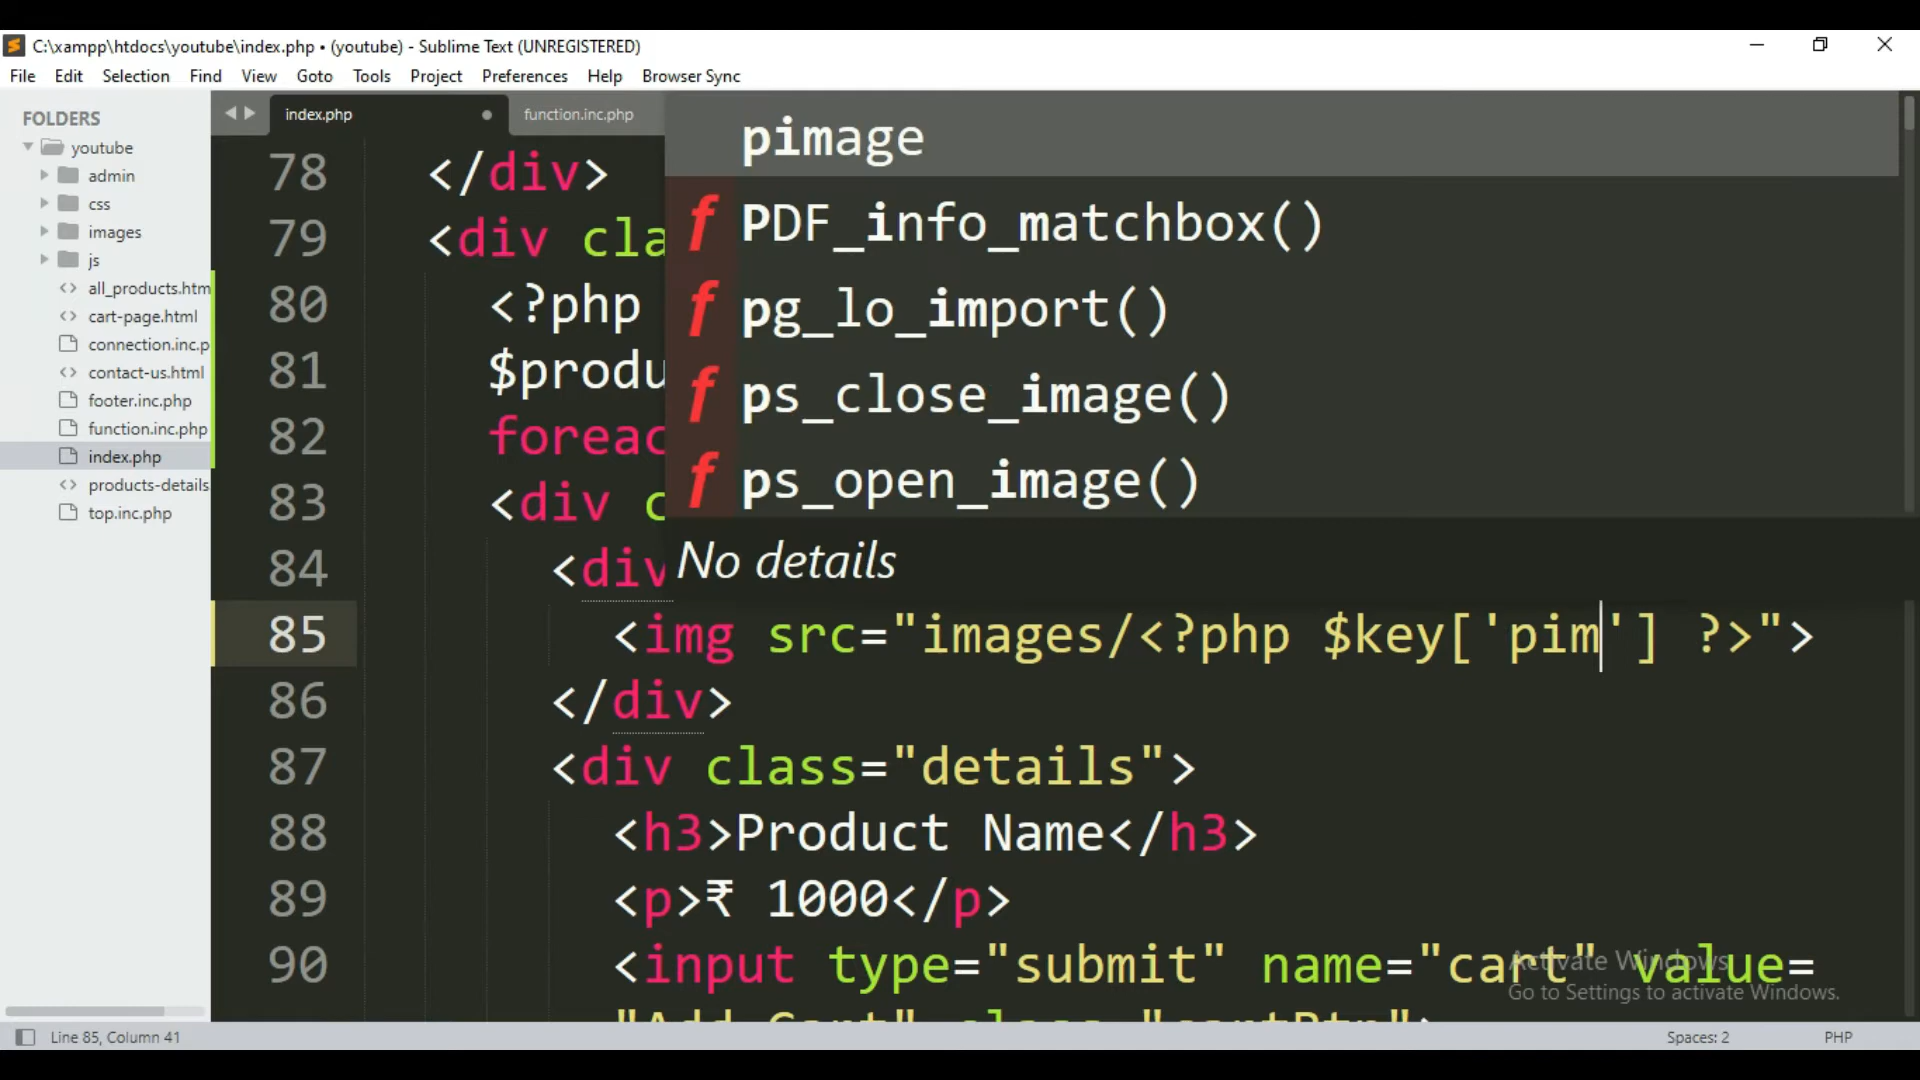 C:\xampp\htdocs\youtube\index.php • (youtube) - Sublime Text (UNREGISTERED)
File Edit Selection Find View Goto Tools Project Preferences Help Browser Sync
FOLDERS
youtube
admin
css
images
js
all_products.htm
cart-page.html
connection.inc.p
contact-us.html
footer.inc.php
function.inc.php
index.php
products-details
top.inc.php
index.php
function.inc.php
pimage
f PDF_info_matchbox()
f pg_lo_import()
f ps_close_image()
f ps_open_image()
No details
78 </div>
79 <div cla
80 <?php
81 $produ
82 foreac
83 <div c
84 <div
85 <img src="images/<?php $key['pim'] ?>">
86 </div>
87 <div class="details">
88 <h3>Product Name</h3>
89 <p>₹ 1000</p>
90 <input type="submit" name="cart" value=
Activate Windows
Go to Settings to activate Windows.
Line 85, Column 41
Spaces: 2
PHP